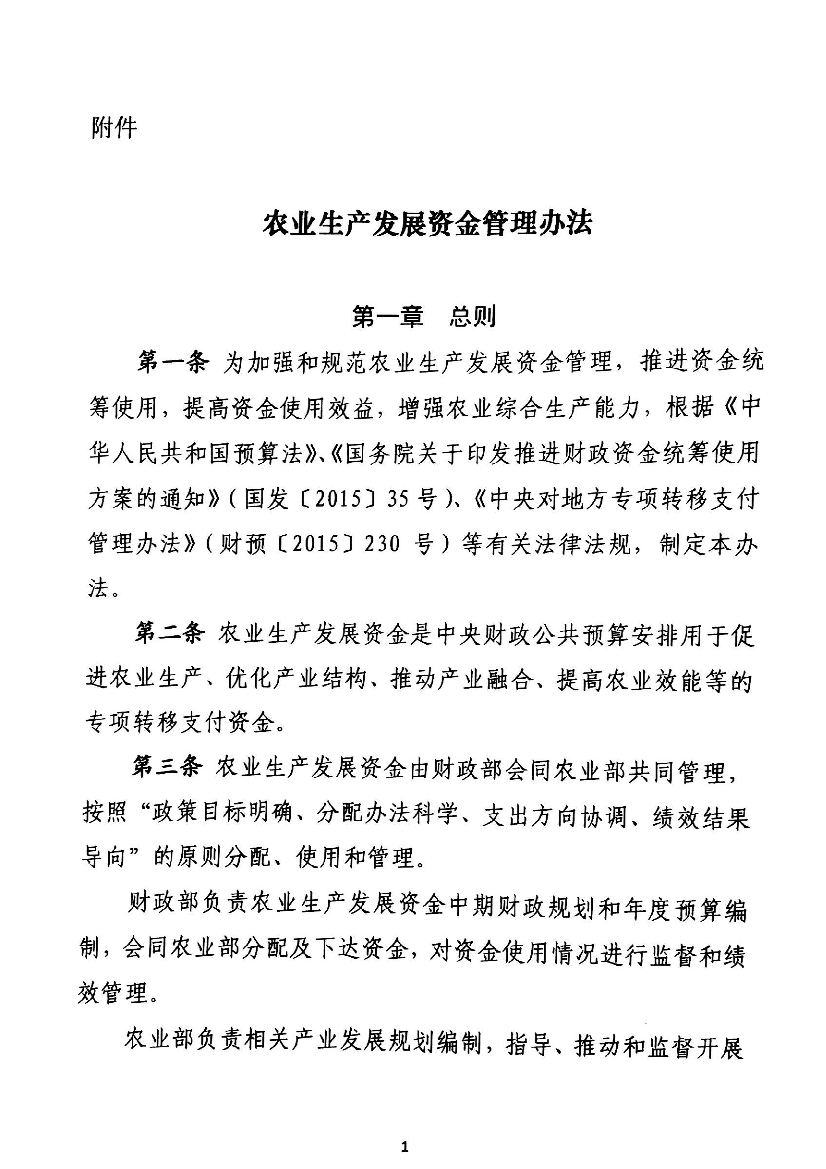 附件
农业生产发展资金管理办法
第一章　总则
第一条 为加强和规范农业生产发展资金管理，推进资金统
筹使用，提高资金使用效益，增强农业综合生产能力，根据《中
华人民共和国预算法》、《国务院关于印发推进财政资金统筹使用
方案的通知》（国发〔2015〕35 号）、《中央对地方专项转移支付
管理办法》（财预〔2015〕230 号）等有关法律法规，制定本办
法。
第二条 农业生产发展资金是中央财政公共预算安排用于促
进农业生产、优化产业结构、推动产业融合、提高农业效能等的
专项转移支付资金。
第三条 农业生产发展资金由财政部会同农业部共同管理，
按照“政策目标明确、分配办法科学、支出方向协调、绩效结果
导向”的原则分配、使用和管理。
财政部负责农业生产发展资金中期财政规划和年度预算编
制，会同农业部分配及下达资金，对资金使用情况进行监督和绩
效管理。
农业部负责相关产业发展规划编制，指导、推动和监督开展
1